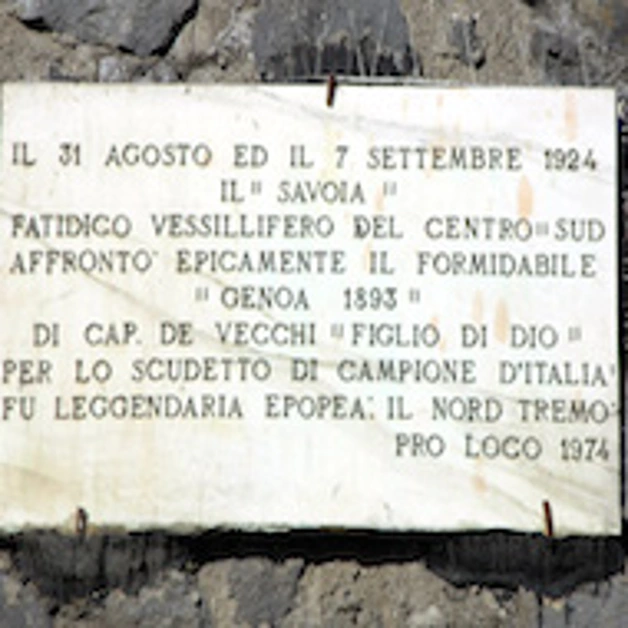 IL 31 AGOSTO ED IL 7 SETTEMBRE 1924
IL " SAVOIA "
FATIDICO VESSILLIFERO DEL CENTRO=SUD
AFFRONTO' EPICAMENTE IL FORMIDABILE
" GENOA 1893 "
DI CAP. DE VECCHI "FIGLIO DI DIO"
PER LO SCUDETTO DI CAMPIONE D'ITALIA'
FU LEGGENDARIA EPOPEA: IL NORD TREMO'
PRO LOCO 1974